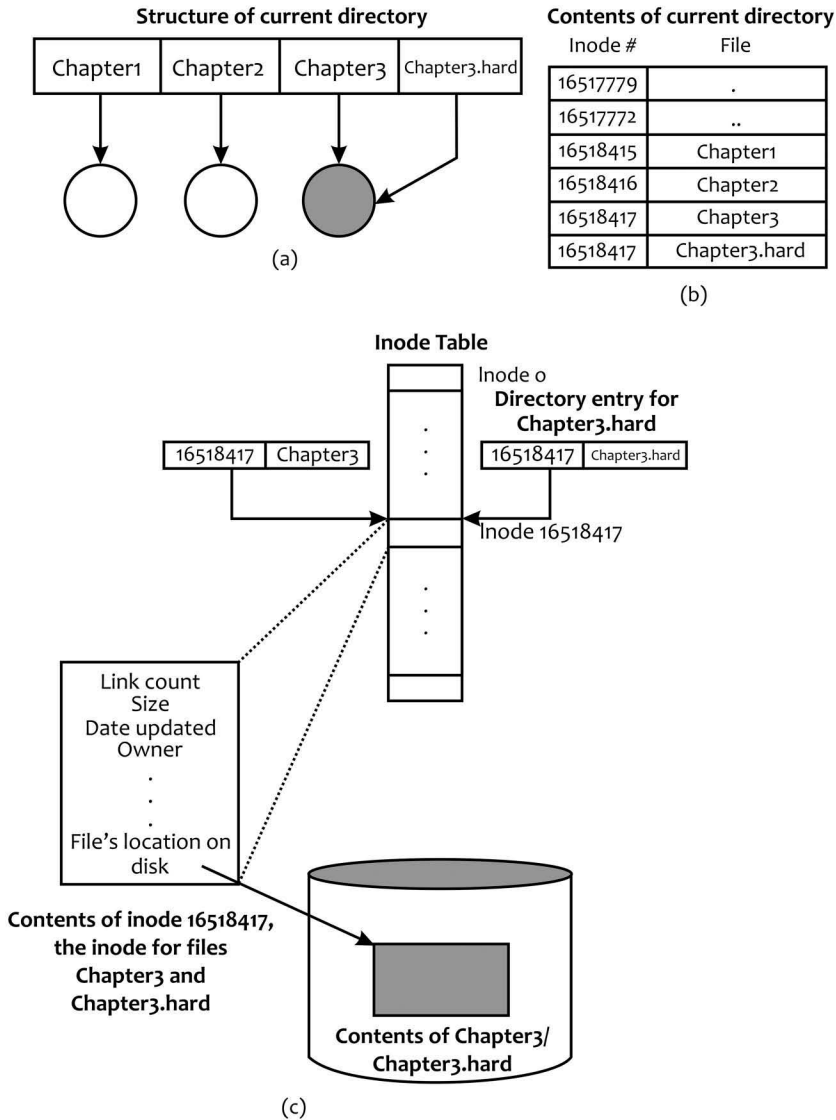 Structure of current directory
Chapter1 Chapter2 Chapter3 Chapter3.hard
(a)
Contents of current directory
Inode # File
16517779 .
16517772 ..
16518415 Chapter1
16518416 Chapter2
16518417 Chapter3
16518417 Chapter3.hard
(b)
Inode Table
Inode 0
Directory entry for
Chapter3.hard
16518417 Chapter3
16518417 Chapter3.hard
Inode 16518417
Link count
Size
Date updated
Owner
.
.
.
File's location on
disk
Contents of inode 16518417,
the inode for files
Chapter3 and
Chapter3.hard
Contents of Chapter3/
Chapter3.hard
(c)